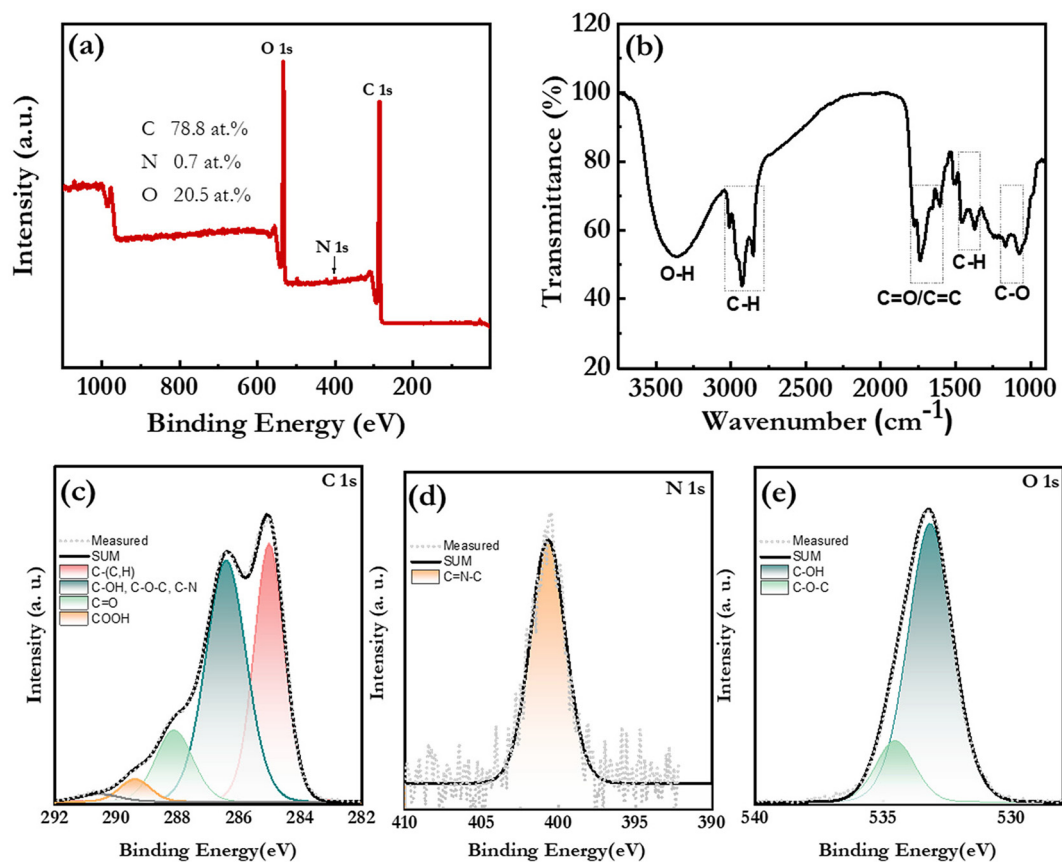 (a)
O 1s
C 1s
C 78.8 at.%
N 0.7 at.%
O 20.5 at.%
N 1s
Intensity (a.u.)
1000 800 600 400 200
Binding Energy (eV)
(b)
120
100
80
60
40
20
Transmittance (%)
O-H
C-H
C=O/C=C
C-H
C-O
3500 3000 2500 2000 1500 1000
Wavenumber (cm⁻¹)
(c)
C 1s
Measured
SUM
C-(C,H)
C-OH, C-O-C, C-N
C=O
COOH
Intensity (a. u.)
292 290 288 286 284 282
Binding Energy(eV)
(d)
N 1s
Measured
SUM
C=N-C
Intensity (a. u.)
410 405 400 395 390
Binding Energy(eV)
(e)
O 1s
Measured
SUM
C-OH
C-O-C
Intensity (a. u.)
540 535 530
Binding Energy(eV)